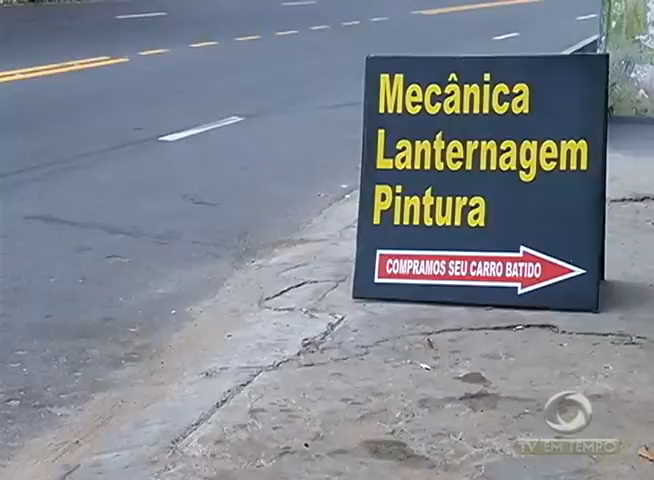 Mecânica
Lanternagem
Pintura
COMPRAMOS SEU CARRO BATIDO
TV EM TEMPO